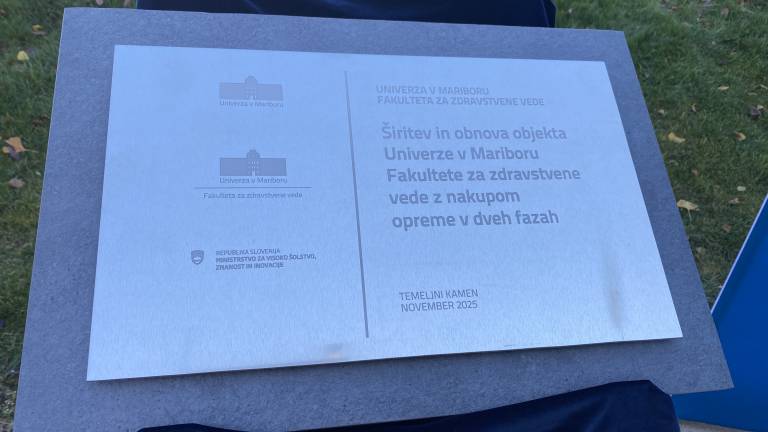 Univerza v Mariboru
Univerza v Mariboru
Fakulteta za zdravstvene vede
REPUBLIKA SLOVENIJA
MINISTRSTVO ZA VISOKO ŠOLSTVO,
ZNANOST IN INOVACIJE
UNIVERZA V MARIBORU
FAKULTETA ZA ZDRAVSTVENE VEDE
Širitev in obnova objekta
Univerze v Mariboru
Fakultete za zdravstvene
vede z nakupom
opreme v dveh fazah
TEMELJNI KAMEN
NOVEMBER 2025